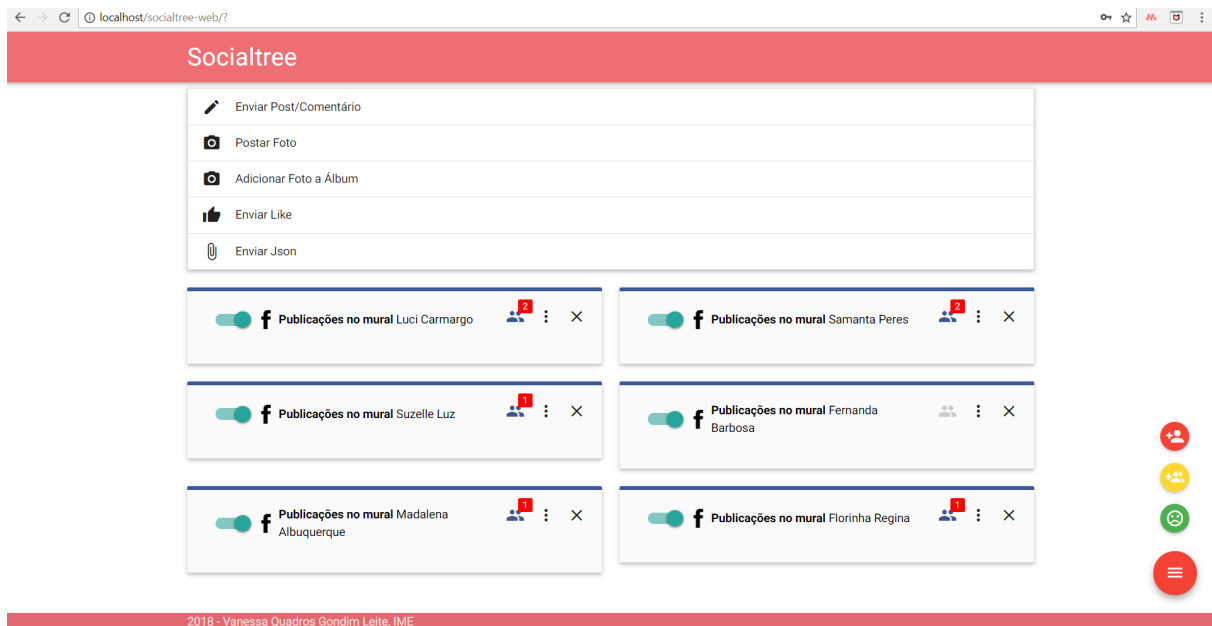 localhost/socialtree-web/?
Socialtree
Enviar Post/Comentário
Postar Foto
Adicionar Foto a Álbum
Enviar Like
Enviar Json
Publicações no mural Luci Carmargo
2
Publicações no mural Samanta Peres
2
Publicações no mural Suzelle Luz
1
Publicações no mural Fernanda
Barbosa
Publicações no mural Madalena
Albuquerque
1
Publicações no mural Florinha Regina
1
2018 - Vanessa Quadros Gondim Leite, IME